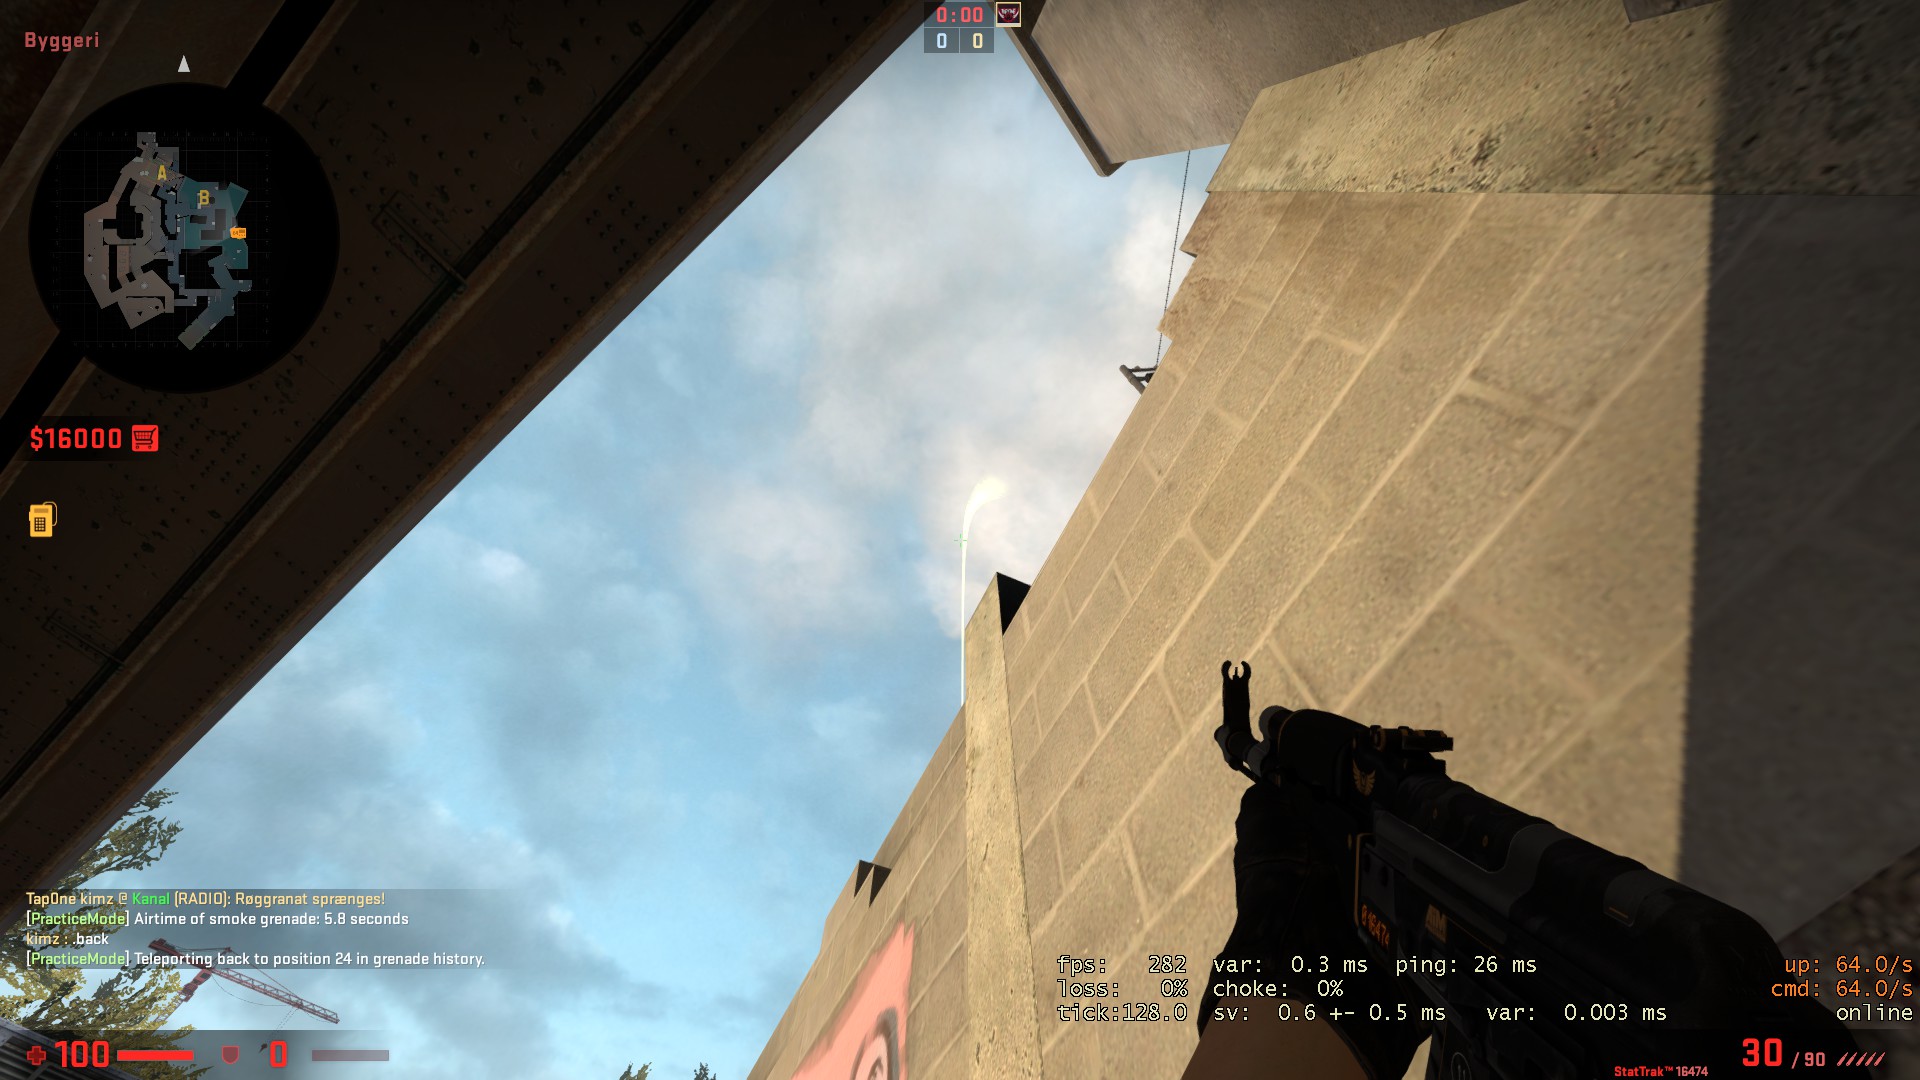 Byggeri
0:00
0 0
A
B
$16000
Tap0ne kimz @ Kanal (RADIO): Røggranat sprænges!
[PracticeMode] Airtime of smoke grenade: 5.8 seconds
kimz : .back
[PracticeMode] Teleporting back to position 24 in grenade history.
fps: 282 var: 0.3 ms ping: 26 ms
loss: 0% choke: 0%
tick:128.0 sv: 0.6 +- 0.5 ms var: 0.003 ms
up: 64.0/s
cmd: 64.0/s
online
016474
100
0
30 / 90
StatTrak™ 16474